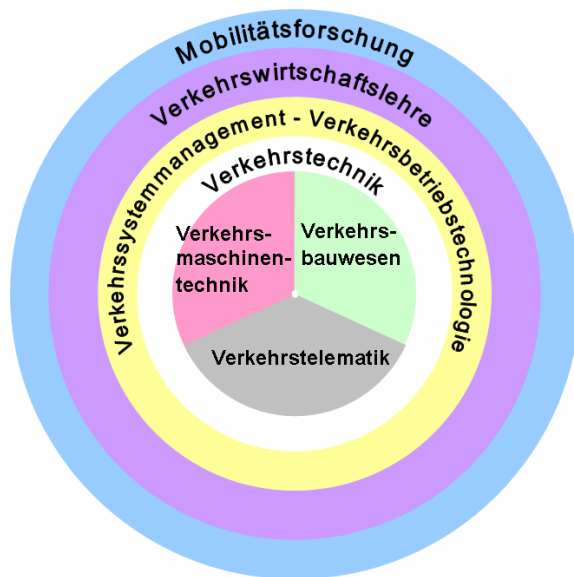 Mobilitätsforschung
Verkehrswirtschaftslehre
Verkehrssystemmanagement - Verkehrsbetriebstechnologie
Verkehrstechnik
Verkehrs-
maschinen-
technik
Verkehrs-
bauwesen
Verkehrstelematik